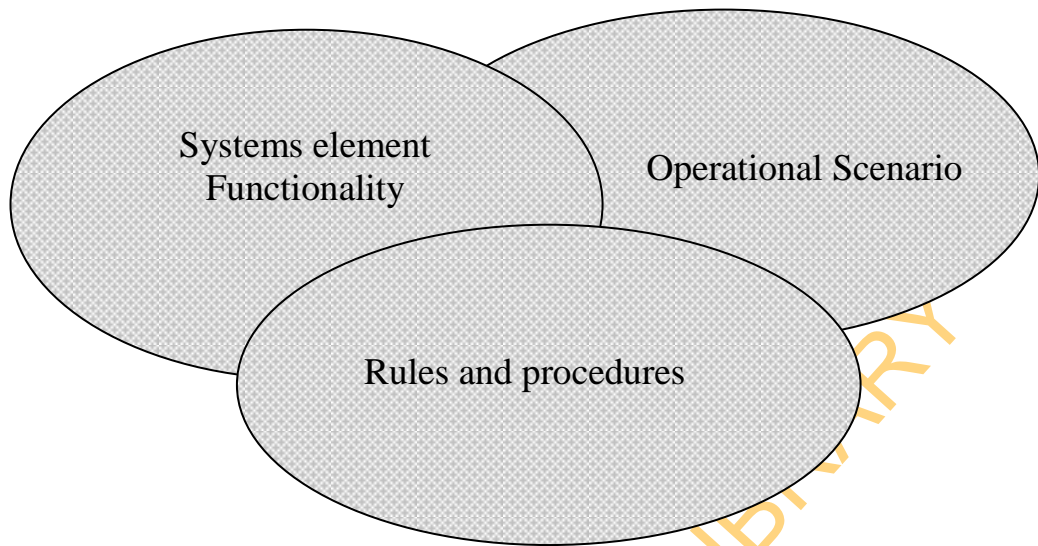 Systems element
Functionality
Operational Scenario
Rules and procedures